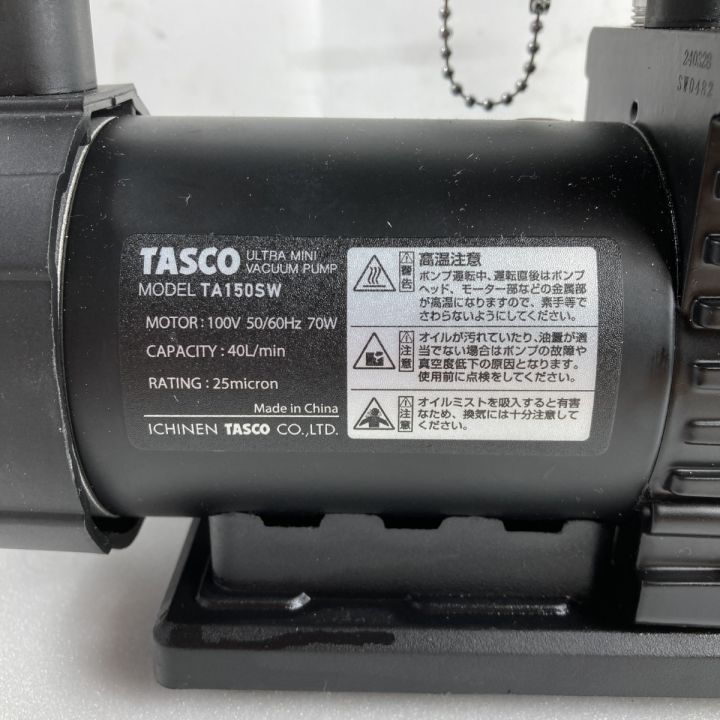 240328
SW0482
TASCO ULTRA MINI VACUUM PUMP
MODEL TA150SW
MOTOR : 100V 50/60Hz 70W
CAPACITY : 40L/min
RATING : 25micron
Made in China
ICHINEN TASCO CO.,LTD.
警告
高温注意
ポンプ運転中、運転直後はポンプ
ヘッド、モーター部などの金属部
が高温になりますので、素手等で
さわらないようにしてください。
注意
オイルが汚れていたり、油量が適
当でない場合はポンプの故障や
真空度低下の原因となります。
使用前に点検をしてください。
注意
オイルミストを吸入すると有害
なため、換気には十分注意して
ください。